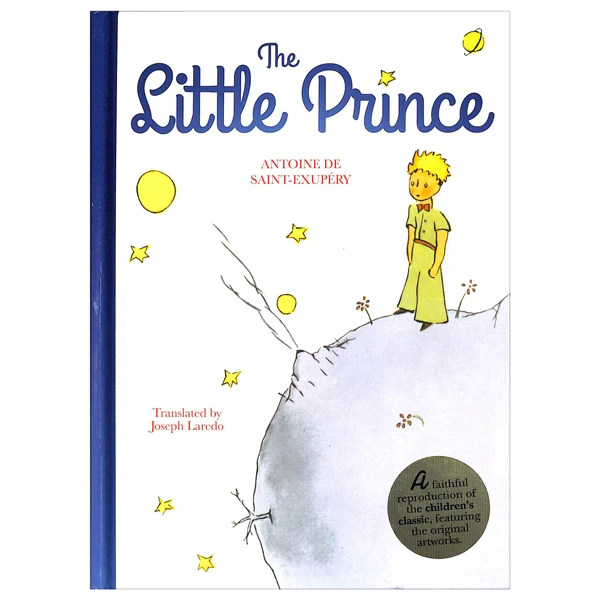 The
Little Prince
ANTOINE DE
SAINT-EXUPÉRY
Translated by
Joseph Laredo
A faithful
reproduction of
the children's
classic, featuring
the original
artworks.